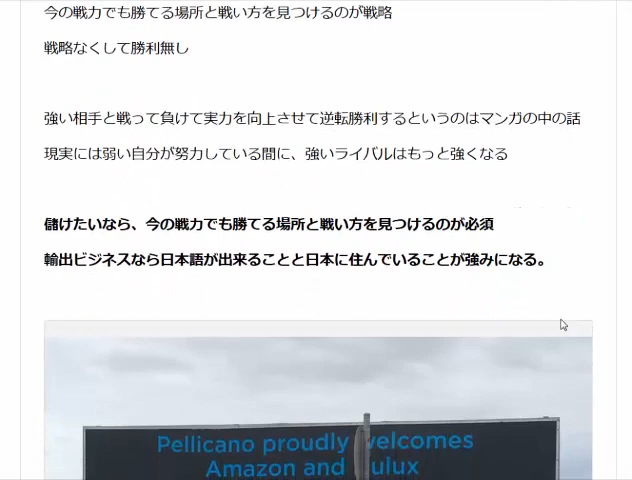 今の戦力でも勝てる場所と戦い方を見つけるのが戦略
戦略なくして勝利無し
強い相手と戦って負けて実力を向上させて逆転勝利するというのはマンガの中の話
現実には弱い自分が努力している間に、強いライバルはもっと強くなる
儲けたいなら、今の戦力でも勝てる場所と戦い方を見つけるのが必須
輸出ビジネスなら日本語が出来ることと日本に住んでいることが強みになる。
Pellicano proudly elcomes
Amazon and ulux